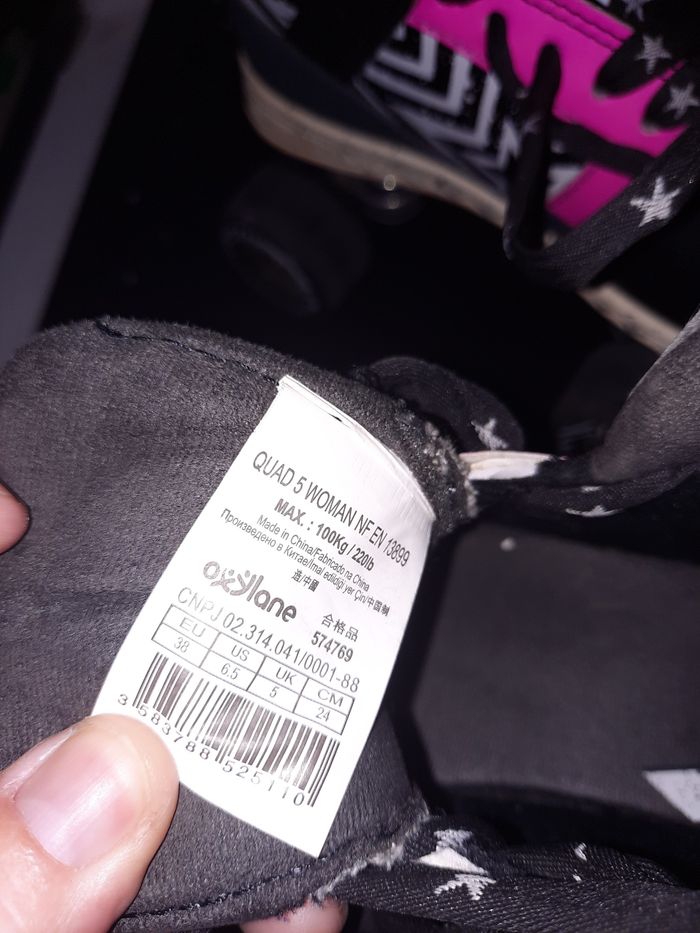 QUAD 5 WOMAN NF EN 13899
MAX. : 100Kg / 220lb
Made in China/Fabricado na China
Произведено в Китае/Imal edildiği yer Çin/中国制
造/中國
oxylane
合格品
574769
CNPJ 02.314.041/0001-88
EU US UK CM
38 6.5 5 24
3 583788 525110